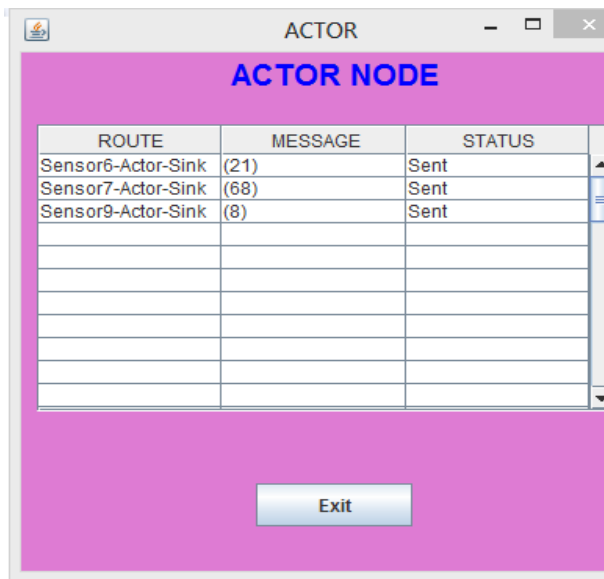 ACTOR
ACTOR NODE
ROUTE MESSAGE STATUS
Sensor6-Actor-Sink (21) Sent
Sensor7-Actor-Sink (68) Sent
Sensor9-Actor-Sink (8) Sent
Exit